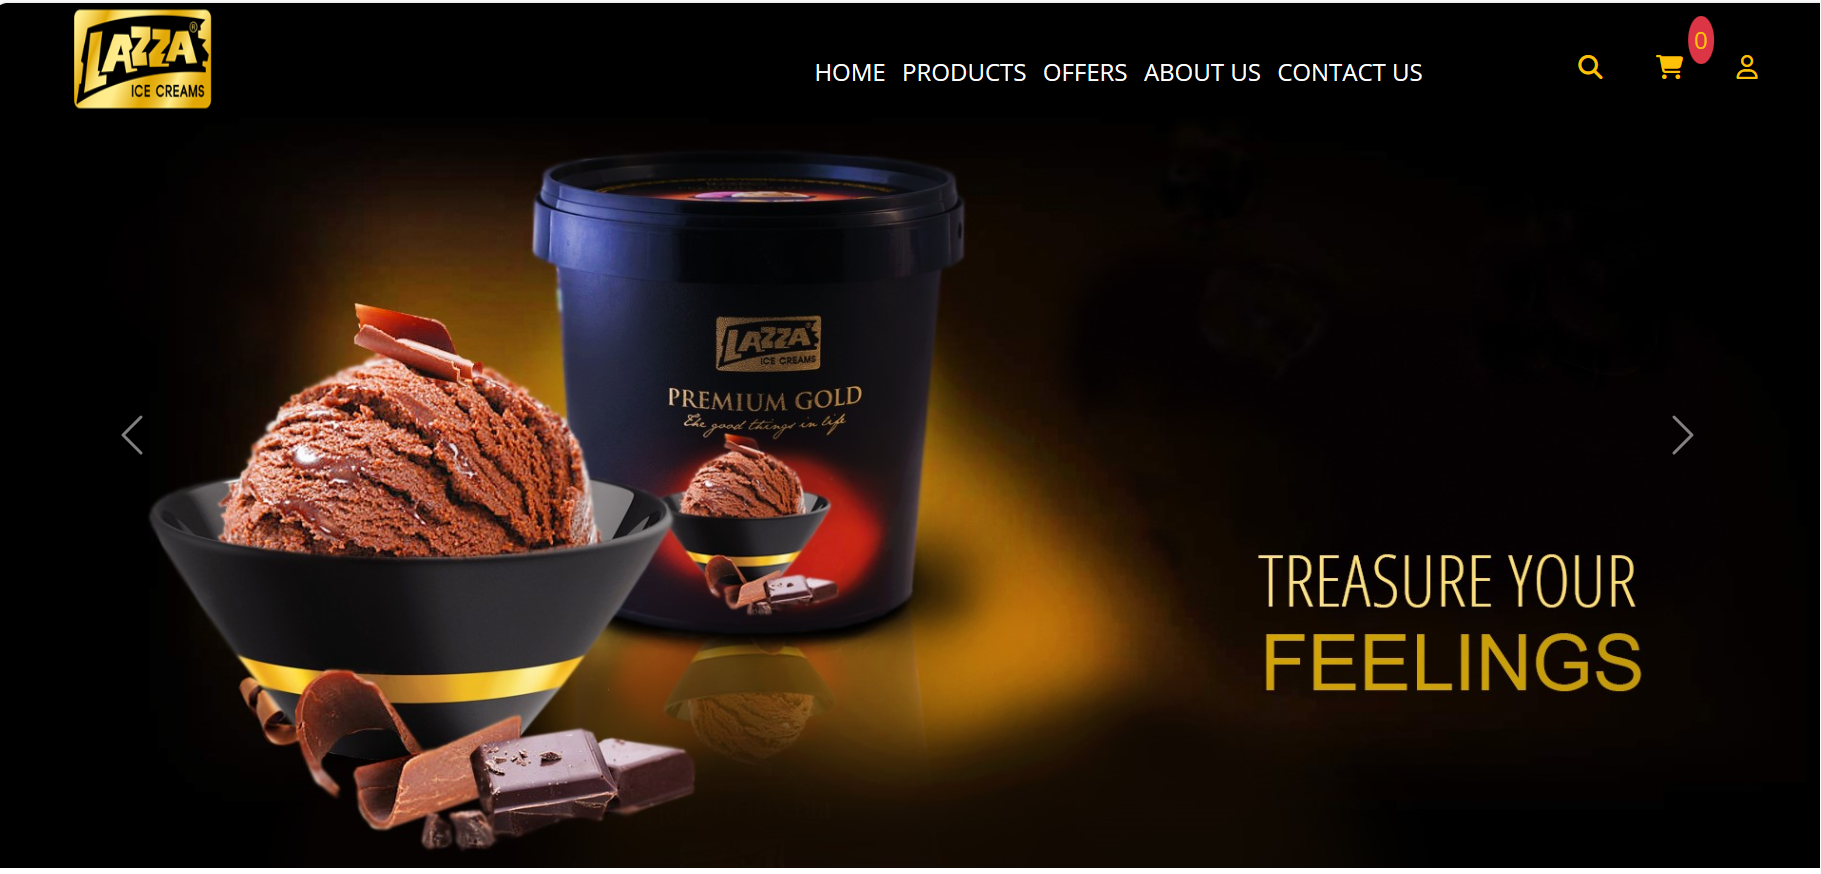 LAZZA®
ICE CREAMS
HOME PRODUCTS OFFERS ABOUT US CONTACT US
0
LAZZA
ICE CREAMS
PREMIUM GOLD
The good things in life
TREASURE YOUR
FEELINGS